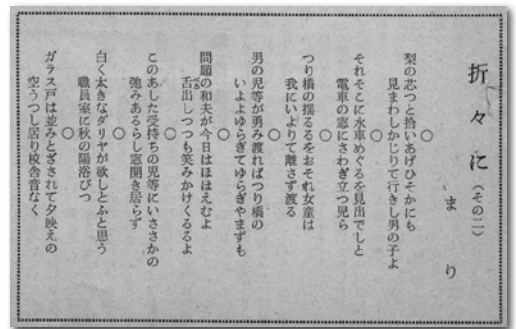 折々に(その二)
まり
○
梨の芯つと拾いあげひそかにも
見まわしかじりて行きし男の子よ
○
それそこに水車めぐるを見出でしと
電車の窓にさわぎ立つ児ら
○
つり橋の揺るるをおそれ女童は
我にいよりて離さず渡る
○
男の児等が勇み渡ればつり橋の
いよよゆらぎてゆらぎやまずも
○
問題の和夫が今日はほほえむよ
舌出しつつも笑みかけくるるよ
○
このあした受持ちの児等にいささかの
弛みあるらし窓開き居らず
○
白く大きなダリヤが欲しとふと思う
職員室に秋の陽浴びつ
○
ガラス戸は並みとざされて夕映えの
空うつし居り校舎音なく